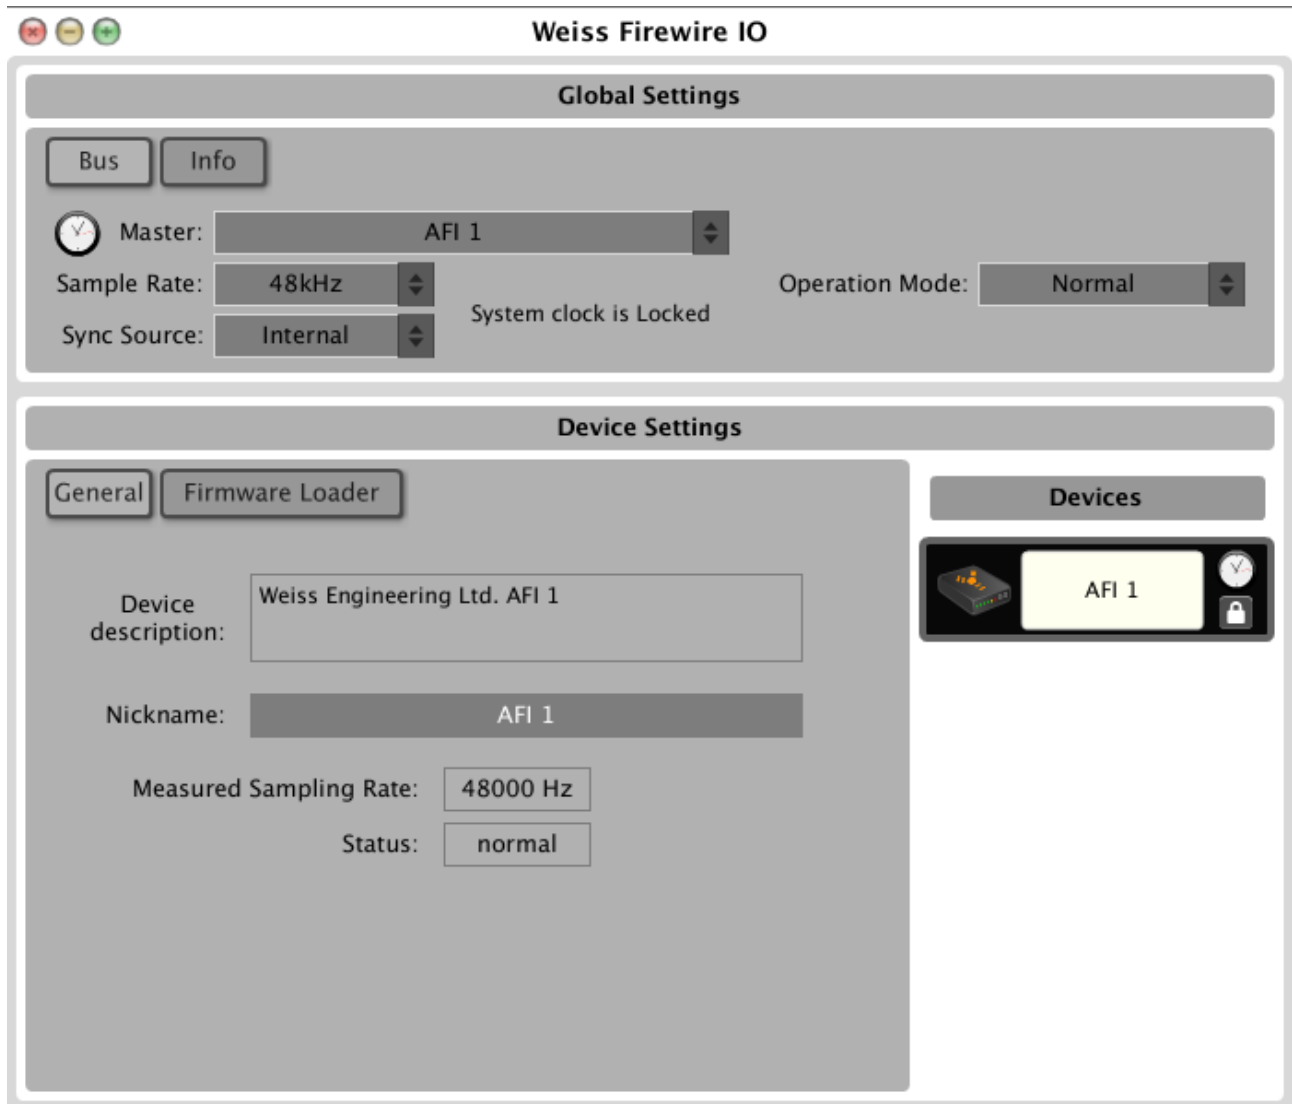 Weiss Firewire IO
Global Settings
Bus Info
Master: AFI 1
Sample Rate: 48kHz
Operation Mode: Normal
System clock is Locked
Sync Source: Internal
Device Settings
General Firmware Loader
Devices
AFI 1
Device
description:
Weiss Engineering Ltd. AFI 1
Nickname: AFI 1
Measured Sampling Rate: 48000 Hz
Status: normal